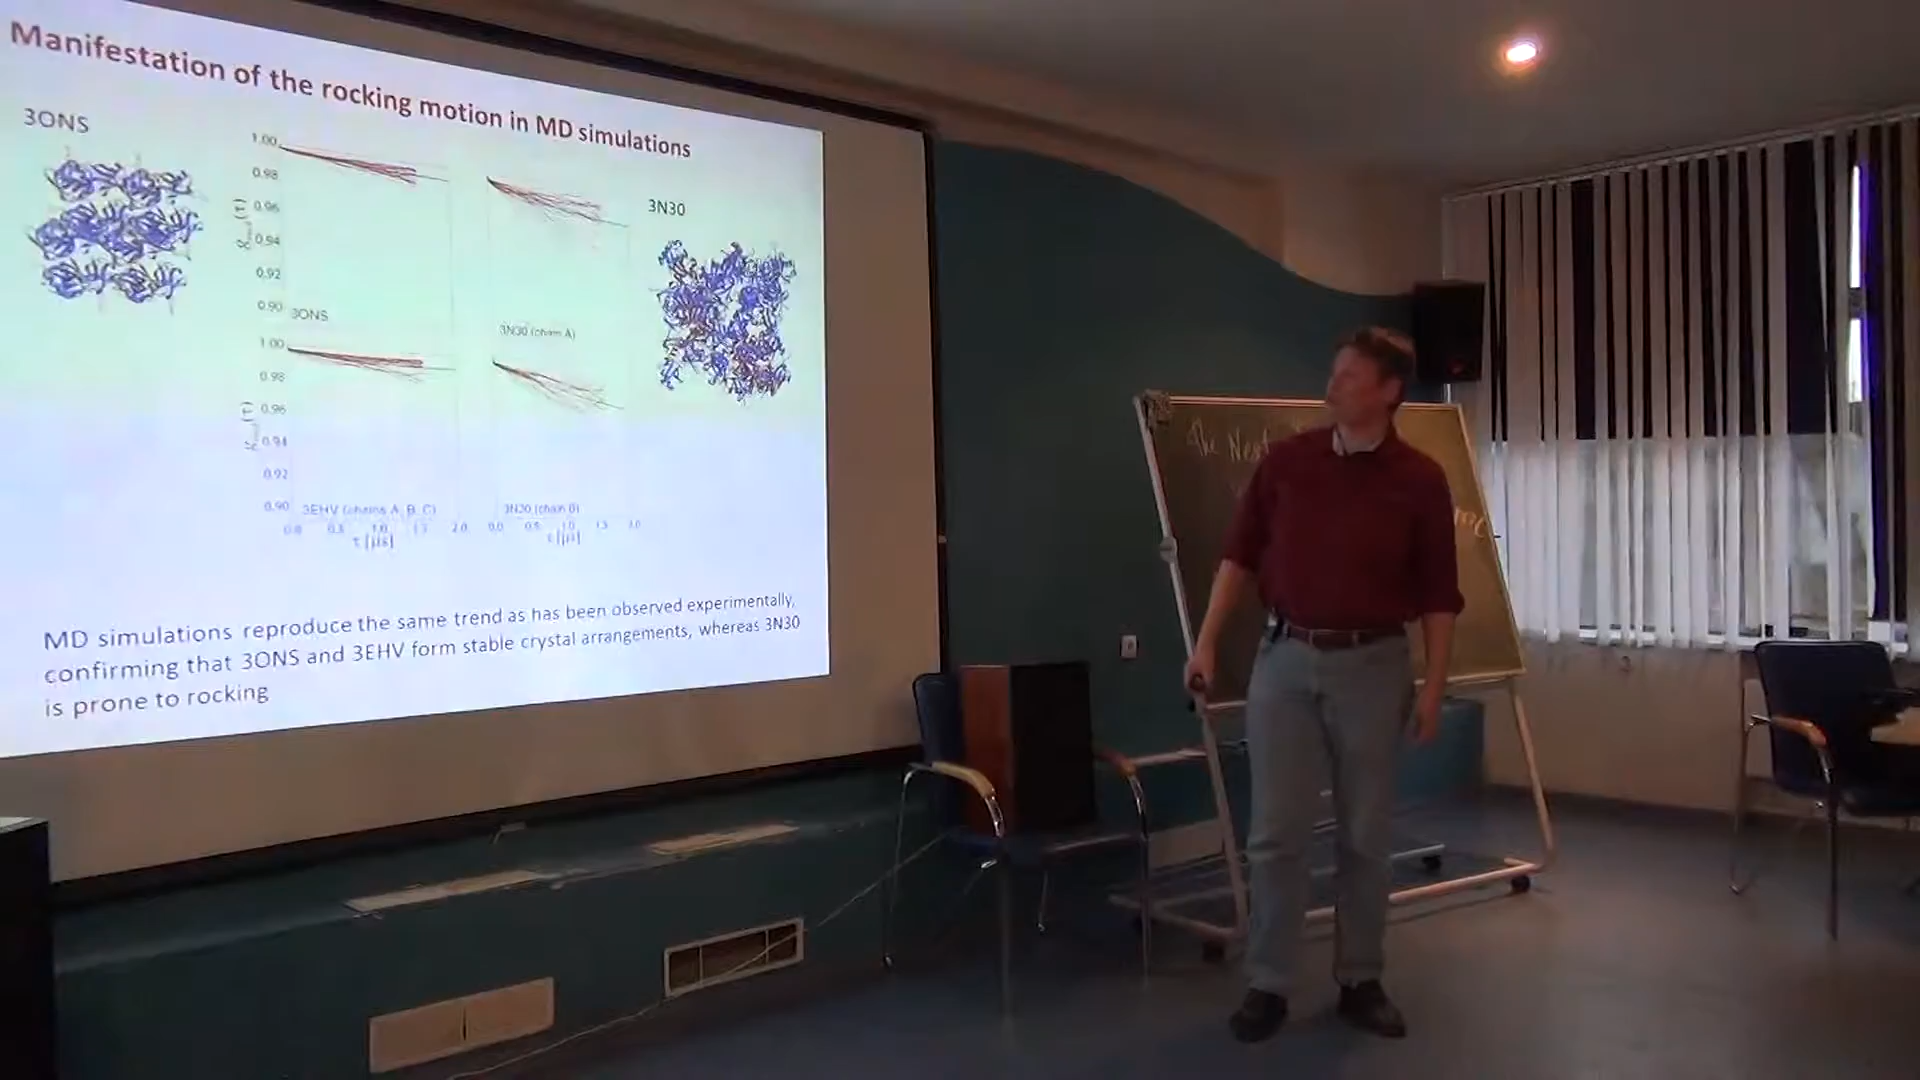 Manifestation of the rocking motion in MD simulations
3ONS
3N30
1.00
0.98
0.96
0.94
0.92
0.90
3ONS
3N30 (chain A)
1.00
0.98
0.96
0.94
0.92
0.90
3EHV (chains A, B, C)
3N30 (chain B)
0.0 0.5 1.0 1.5 2.0
0.0 0.5 1.0 1.5 2.0
τ [μs]
τ [μs]
MD simulations reproduce the same trend as has been observed experimentally,
confirming that 3ONS and 3EHV form stable crystal arrangements, whereas 3N30
is prone to rocking
The